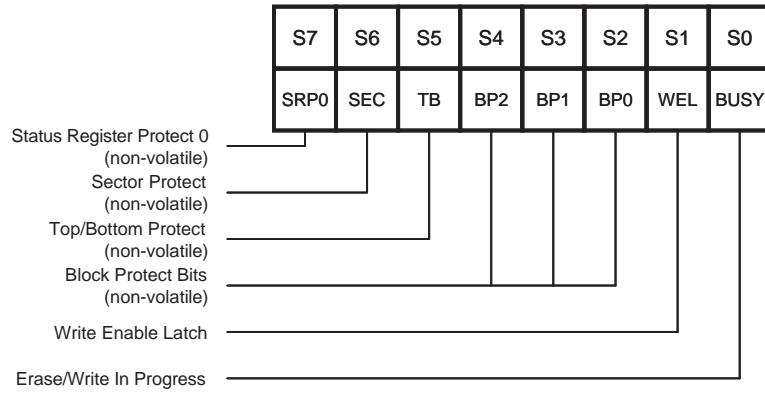 S7 S6 S5 S4 S3 S2 S1 S0
SRP0 SEC TB BP2 BP1 BP0 WEL BUSY
Status Register Protect 0
(non-volatile)
Sector Protect
(non-volatile)
Top/Bottom Protect
(non-volatile)
Block Protect Bits
(non-volatile)
Write Enable Latch
Erase/Write In Progress